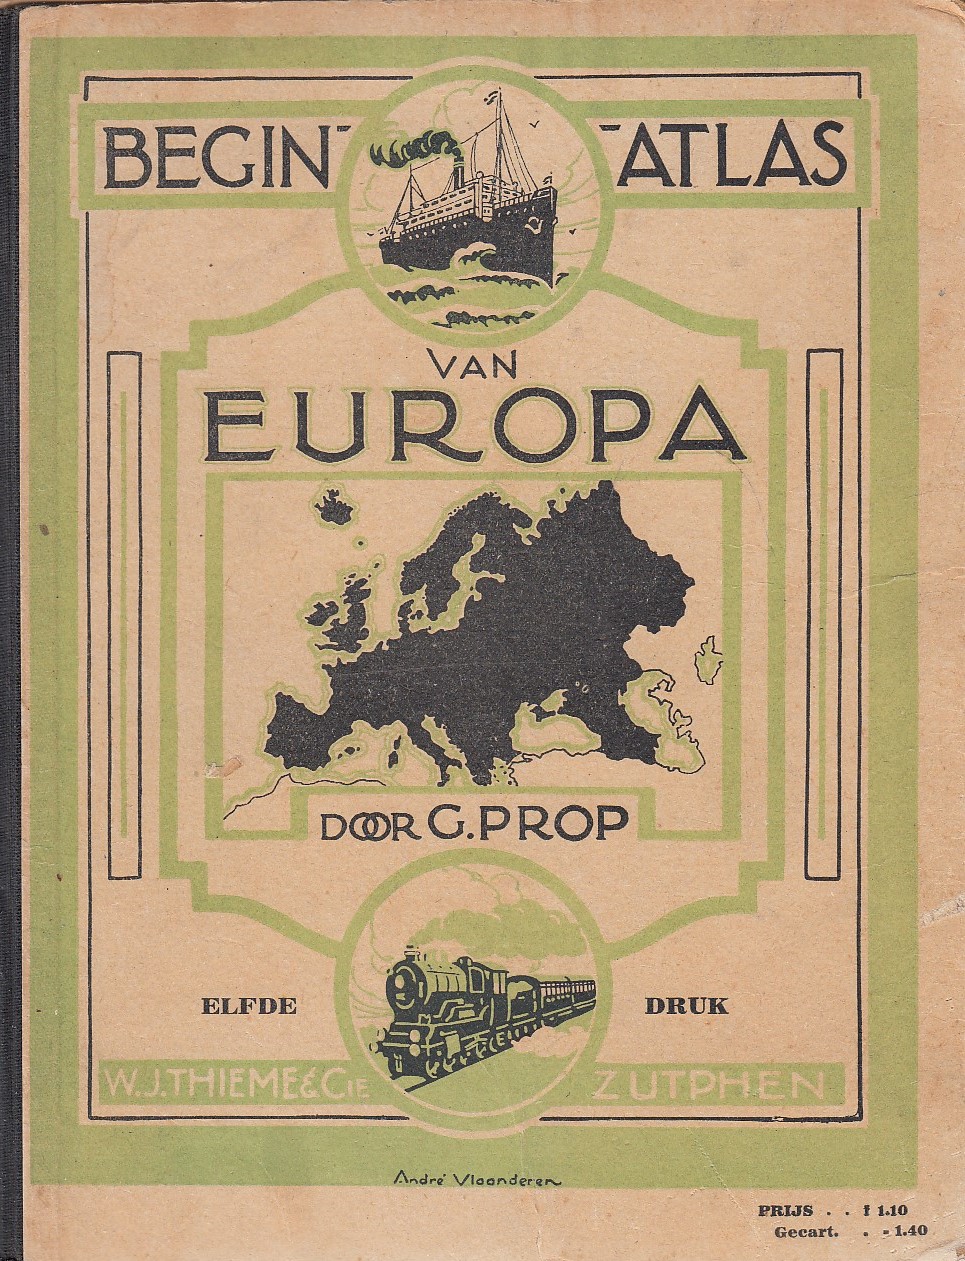 BEGIN- -ATLAS
VAN
EUROPA
DOOR G. PROP
ELFDE DRUK
W.J. THIEME & CIE ZUTPHEN
André Vlaanderen
PRIJS . . f 1.10
Gecart. . - 1.40